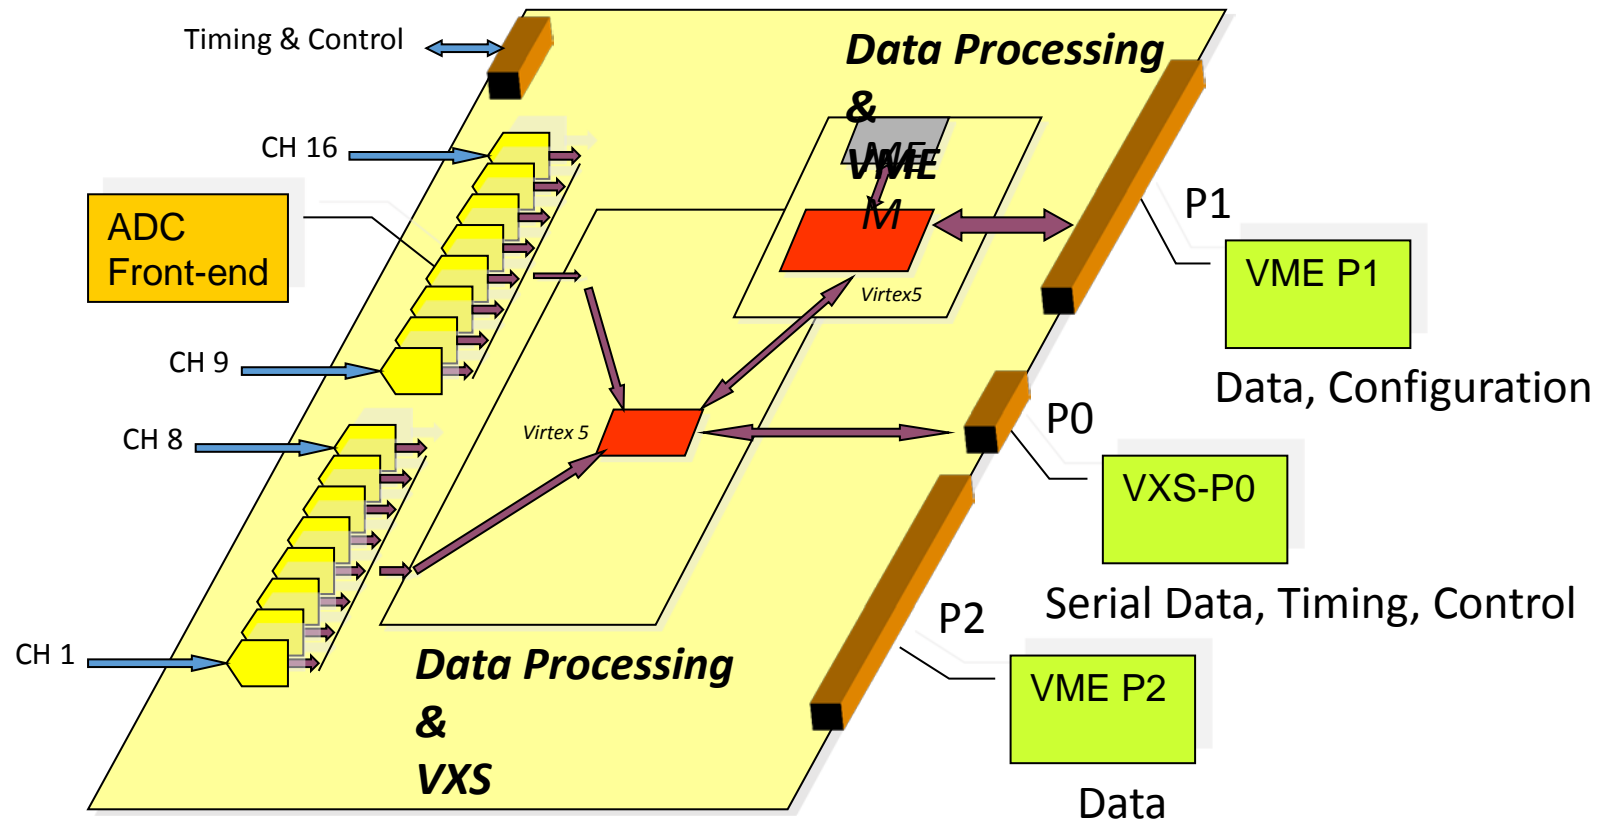 Timing & Control
Data Processing
&
VME
ME
M
CH 16
P1
ADC
Front-end
VME P1
Virtex5
CH 9
Data, Configuration
P0
CH 8
Virtex 5
VXS-P0
P2
Serial Data, Timing, Control
CH 1
Data Processing
&
VXS
VME P2
Data